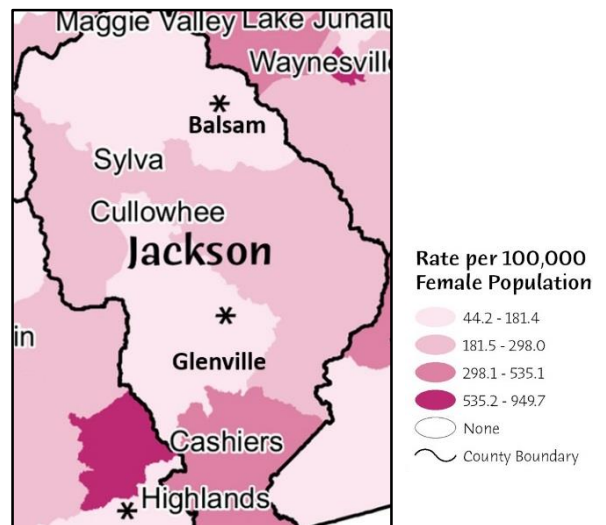 Maggie Valley Lake Junalu
Waynesville
*
Balsam
Sylva
Cullowhee
Jackson
*
in
Glenville
Cashiers
Highlands
*
Rate per 100,000
Female Population
44.2 - 181.4
181.5 - 298.0
298.1 - 535.1
535.2 - 949.7
None
County Boundary